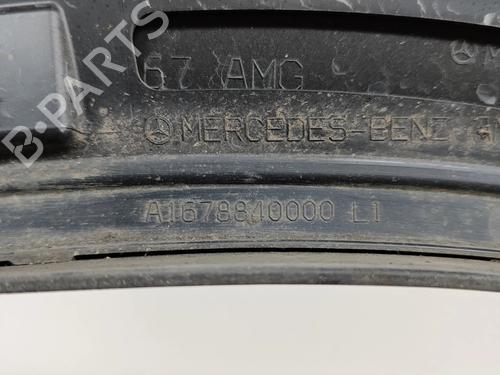 67 AMG
MERCEDES-BENZ
A1678840000 L1
B-PARTS